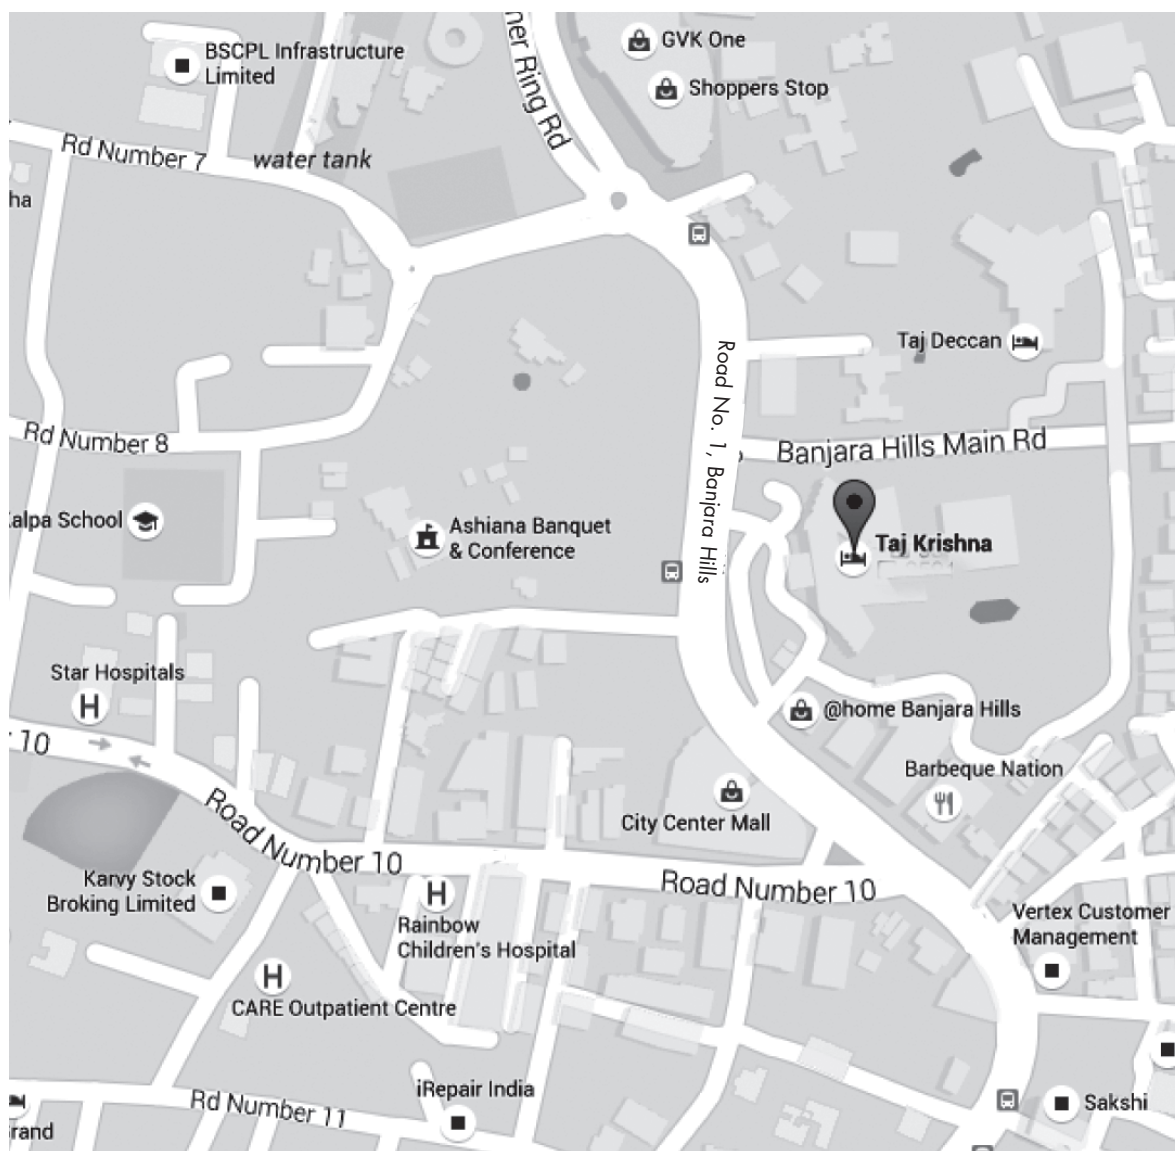 BSCPL Infrastructure
Limited
GVK One
Shoppers Stop
ner Ring Rd
Rd Number 7
water tank
ha
Taj Deccan
Road No. 1, Banjara Hills
Rd Number 8
Banjara Hills Main Rd
alpa School
Ashiana Banquet
& Conference
Taj Krishna
Star Hospitals
H
@home Banjara Hills
10
Barbeque Nation
City Center Mall
Road Number 10
Road Number 10
Karvy Stock
Broking Limited
H
Rainbow
Children's Hospital
Vertex Customer
Management
H
CARE Outpatient Centre
iRepair India
Rd Number 11
Sakshi
rand